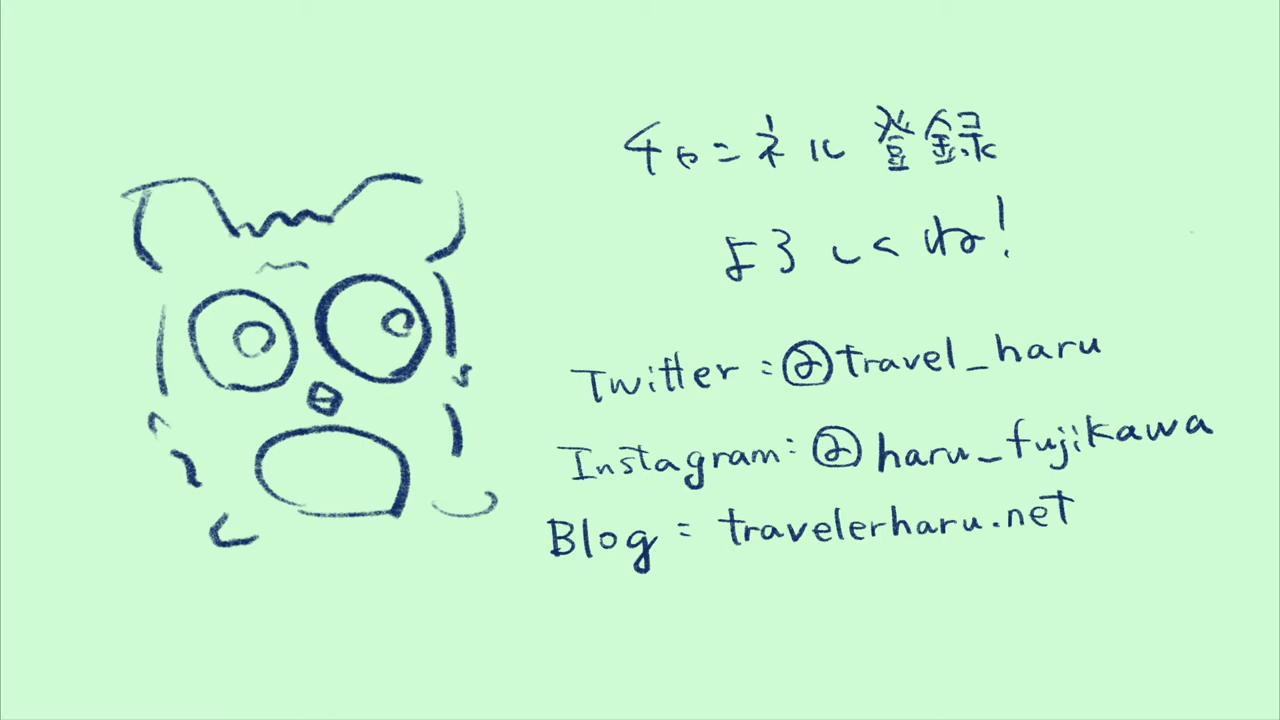 チャンネル登録
よろしくね!
Twitter : @travel_haru
Instagram: @haru_fujikawa
Blog : travelerharu.net